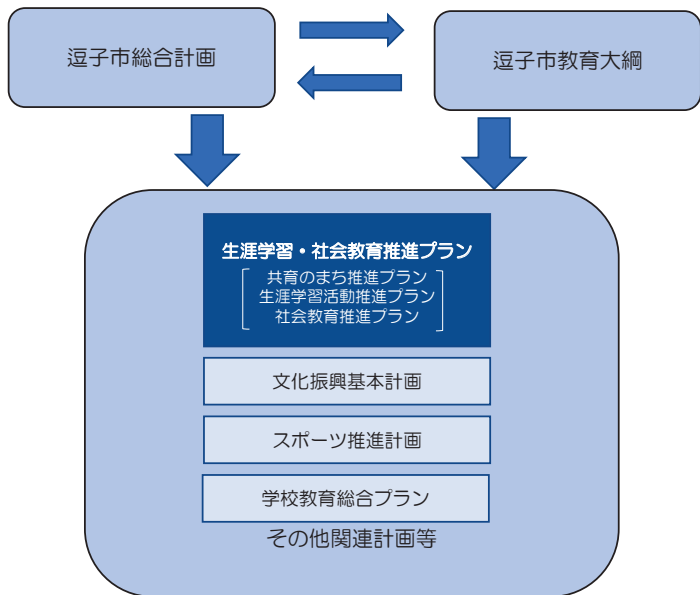 逗子市総合計画
逗子市教育大綱
生涯学習・社会教育推進プラン
共育のまち推進プラン
生涯学習活動推進プラン
社会教育推進プラン
文化振興基本計画
スポーツ推進計画
学校教育総合プラン
その他関連計画等